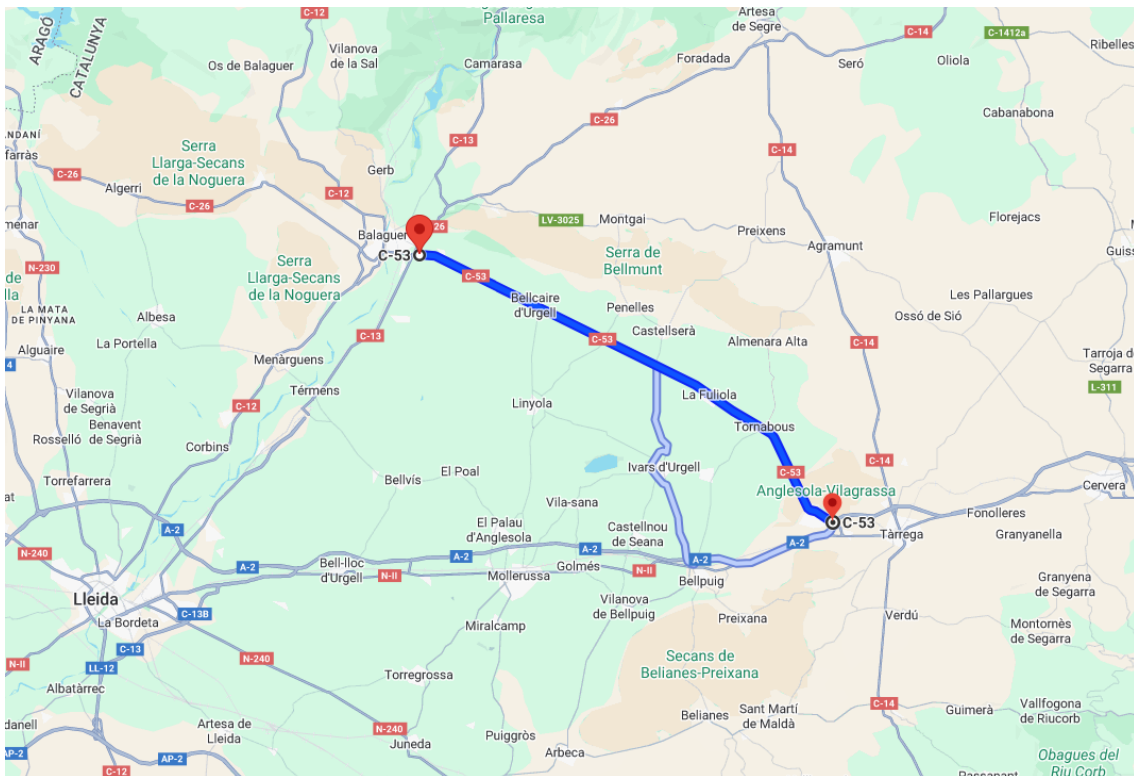 C-12
Pallaresa
Artesa
de Segre
C-14
C-1412a
Ribelles
ARAGÓ
CATALUNYA
Vilanova
de la Sal
Os de Balaguer
Camarasa
Foradada
Seró
Oliola
Cabanabona
C-26
C-13
C-14
Serra
Llarga-Secans
de la Noguera
Gerb
C-26
Algerri
C-12
C-26
LV-3025
Montgai
Preixens
Florejacs
Balaguer
26
C-53
Agramunt
N-230
Serra
Llarga-Secans
de la Noguera
C-53
Serra de
Bellmunt
Bellcaire
d'Urgell
Penelles
Les Pallargues
LA MATA
DE PINYANA
Albesa
Ossó de Sió
C-13
C-53
Castellserà
Almenara Alta
C-14
Alguaire
La Portella
Menàrguens
Tarroja de
Segarra
L-311
Vilanova
de Segrià
Térmens
La Fuliola
C-12
Linyola
Benavent
de Segrià
Rosselló
Corbins
Tornabous
C-14
Torrefarrera
Bellvís
El Poal
Ivars d'Urgell
C-53
Anglesola-Vilagrassa
Cervera
Vila-sana
C-53
Fonolleres
A-2
El Palau
d'Anglesola
Castellnou
de Seana
A-2
Tàrrega
Granyanella
N-240
A-2
Bell-lloc
d'Urgell
A-2
A-2
A-2
Golmés
N-II
N-II
Mollerussa
Bellpuig
Granyena
de Segarra
Lleida
C-13B
La Bordeta
Vilanova
de Bellpuig
Preixana
Verdú
Miralcamp
Montornès
de Segarra
C-13
N-II
LL-12
N-240
Secans de
Belianes-Preixana
Albatàrrec
Torregrossa
C-14
Guimerà
Vallfogona
de Riucorb
Belianes
Sant Martí
de Maldà
Artesa de
Lleida
N-240
Juneda
Puiggròs
Arbeca
AP-2
AP-2
C-12
Obagues del
Riu Corb
Passanant